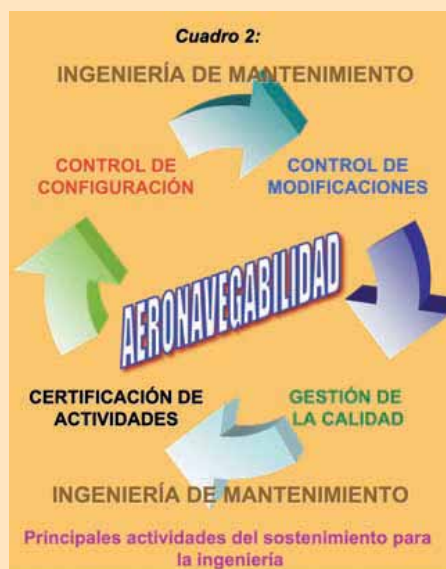 Cuadro 2:
INGENIERÍA DE MANTENIMIENTO
CONTROL DE
CONFIGURACIÓN
CONTROL DE
MODIFICACIONES
AERONAVEGABILIDAD
CERTIFICACIÓN DE
ACTIVIDADES
GESTIÓN DE
LA CALIDAD
INGENIERÍA DE MANTENIMIENTO
Principales actividades del sostenimiento para
la ingeniería